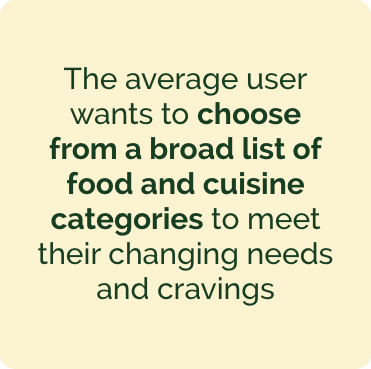 The average user
wants to choose
from a broad list of
food and cuisine
categories to meet
their changing needs
and cravings